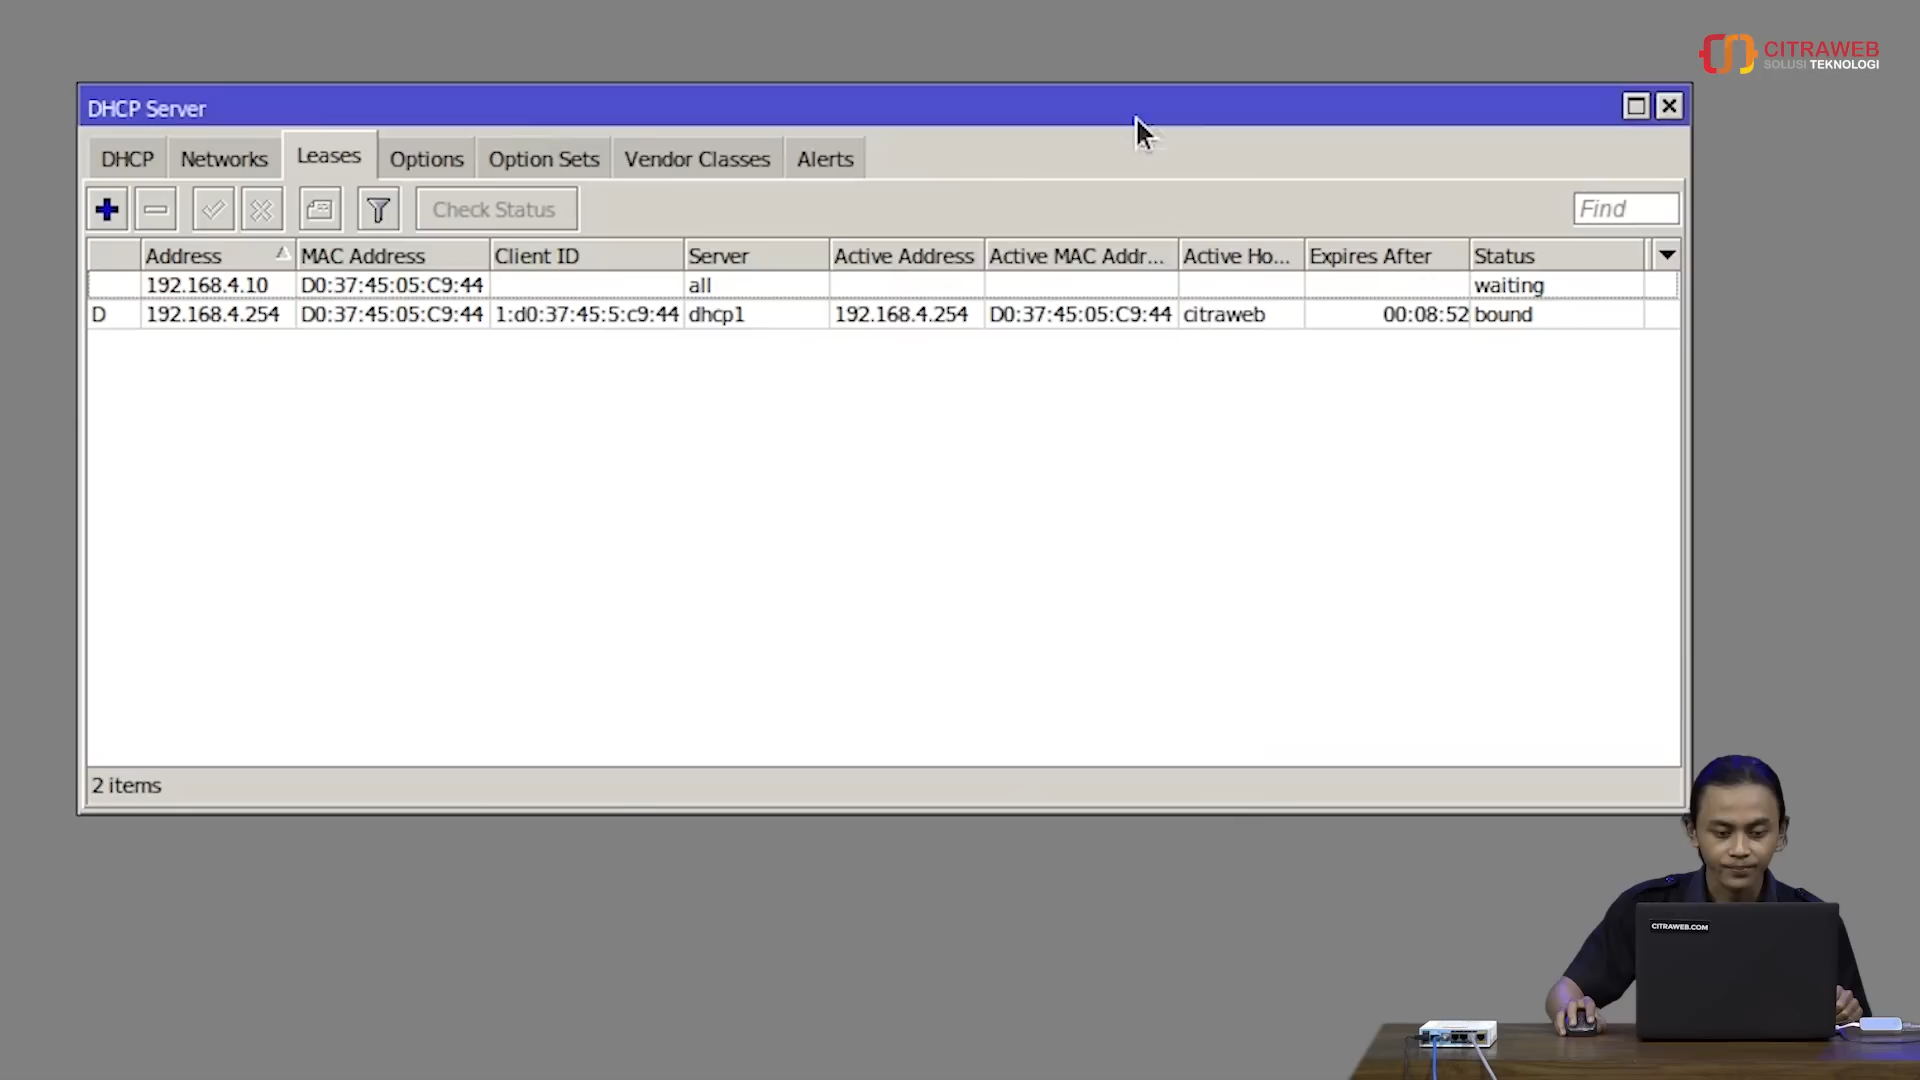 CITRAWEB
SOLUSI TEKNOLOGI
DHCP Server
DHCP Networks Leases Options Option Sets Vendor Classes Alerts
Check Status Find
Address MAC Address Client ID Server Active Address Active MAC Addr... Active Ho... Expires After Status
192.168.4.10 D0:37:45:05:C9:44 all waiting
D 192.168.4.254 D0:37:45:05:C9:44 1:d0:37:45:5:c9:44 dhcp1 192.168.4.254 D0:37:45:05:C9:44 citraweb 00:08:52 bound
2 items
CITRAWEB.COM